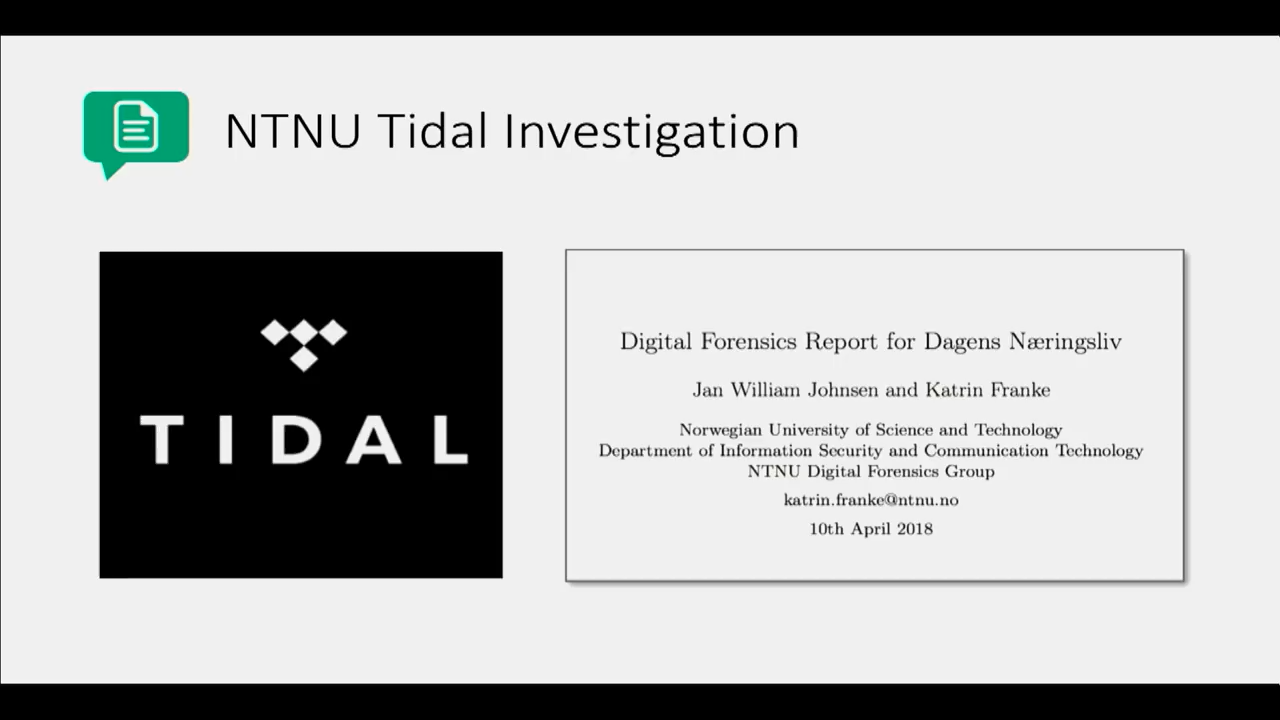 NTNU Tidal Investigation
TIDAL
Digital Forensics Report for Dagens Næringsliv
Jan William Johnsen and Katrin Franke
Norwegian University of Science and Technology
Department of Information Security and Communication Technology
NTNU Digital Forensics Group
katrin.franke@ntnu.no
10th April 2018